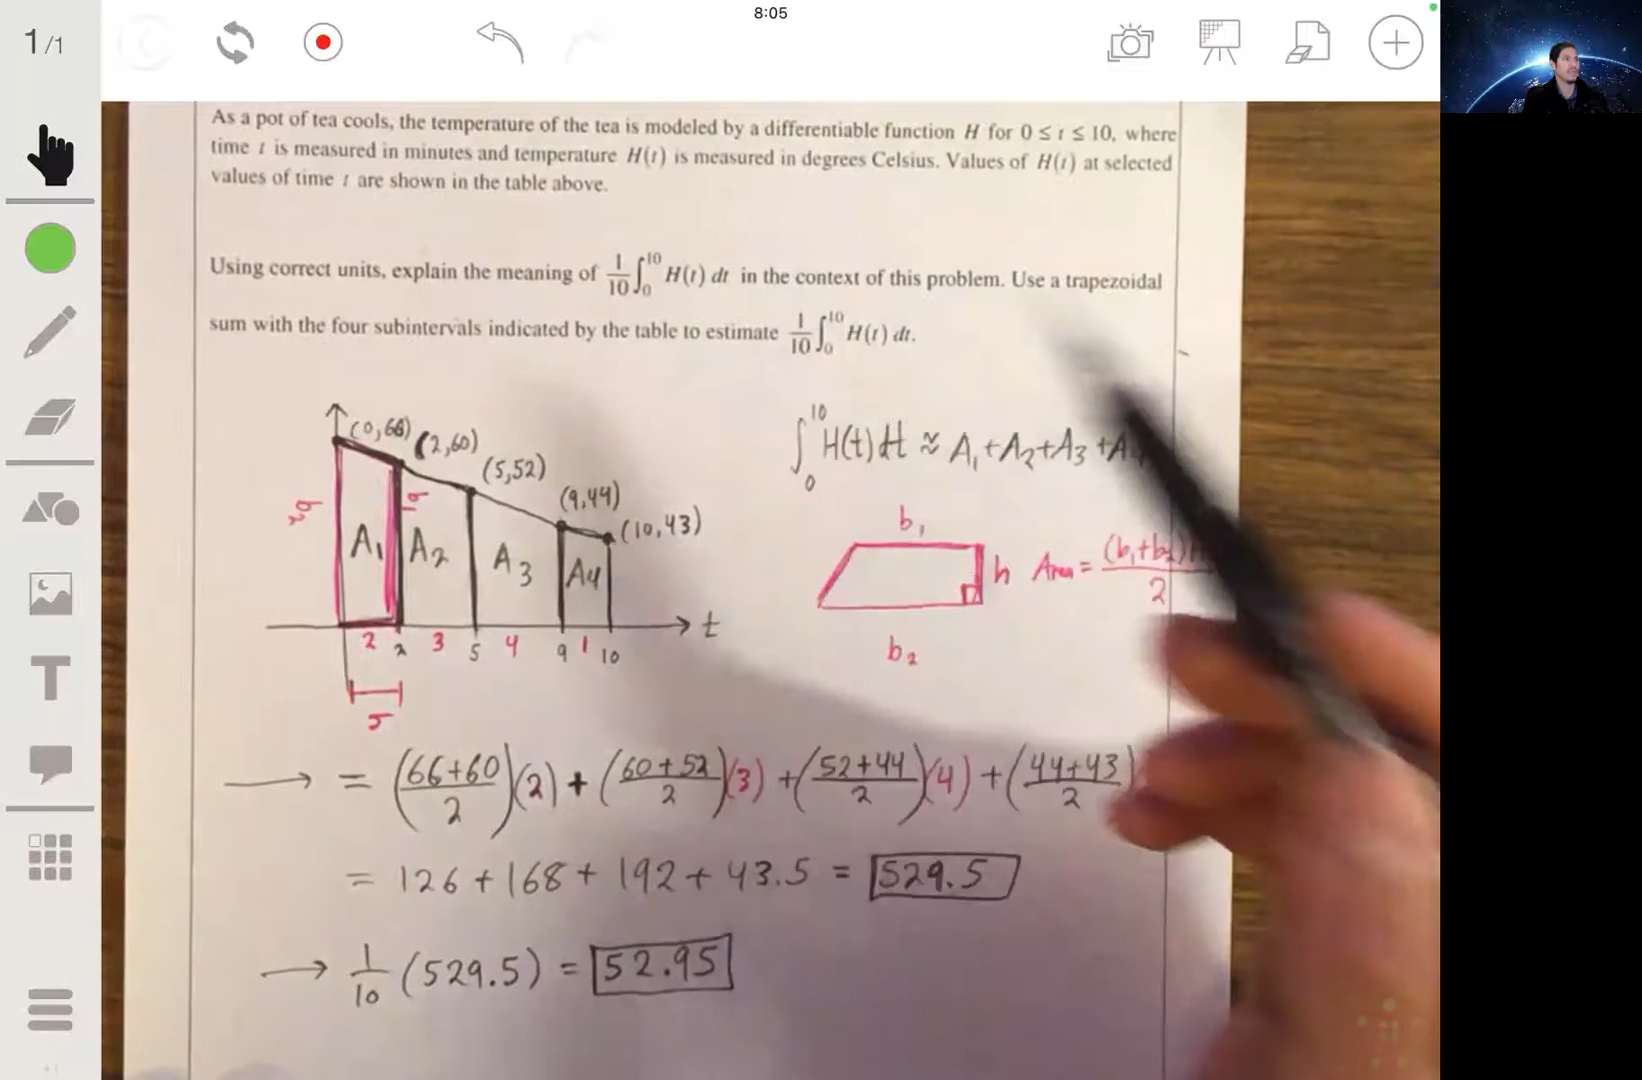 8:05
1/1
As a pot of tea cools, the temperature of the tea is modeled by a differentiable function H for 0 ≤ t ≤ 10, where
time t is measured in minutes and temperature H(t) is measured in degrees Celsius. Values of H(t) at selected
values of time t are shown in the table above.
Using correct units, explain the meaning of 1/10 ∫₀¹⁰ H(t) dt in the context of this problem. Use a trapezoidal
sum with the four subintervals indicated by the table to estimate 1/10 ∫₀¹⁰ H(t) dt.
(0,66) (2,60)
(5,52)
(9,44)
(10,43)
b₂
b₁
A₁ A₂ A₃ A4
t
2 2 3 5 4 9 1 10
∫₀¹⁰ H(t)dt ≈ A₁+A₂+A₃+A
b₁
h Area = (b₁+b₂)
2
b₂
→ = (66+60/2)(2) + (60+52/2)(3) + (52+44/2)(4) + (44+43/2)
= 126+168+192+43.5 = 529.5
→ 1/10 (529.5) = 52.95
T